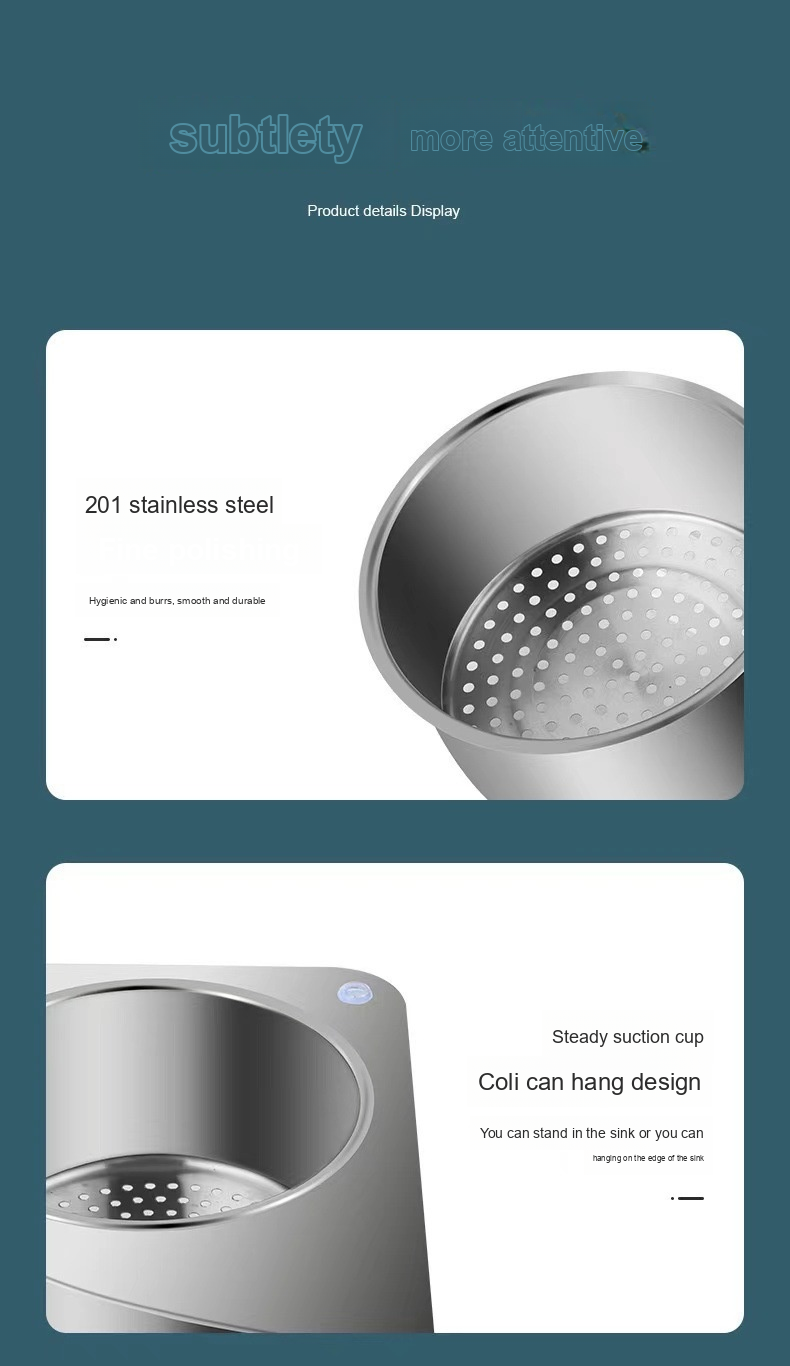 subtlety more attentive
Product details Display
201 stainless steel
Hygienic and burrs, smooth and durable
Steady suction cup
Coli can hang design
You can stand in the sink or you can
hanging on the edge of the sink